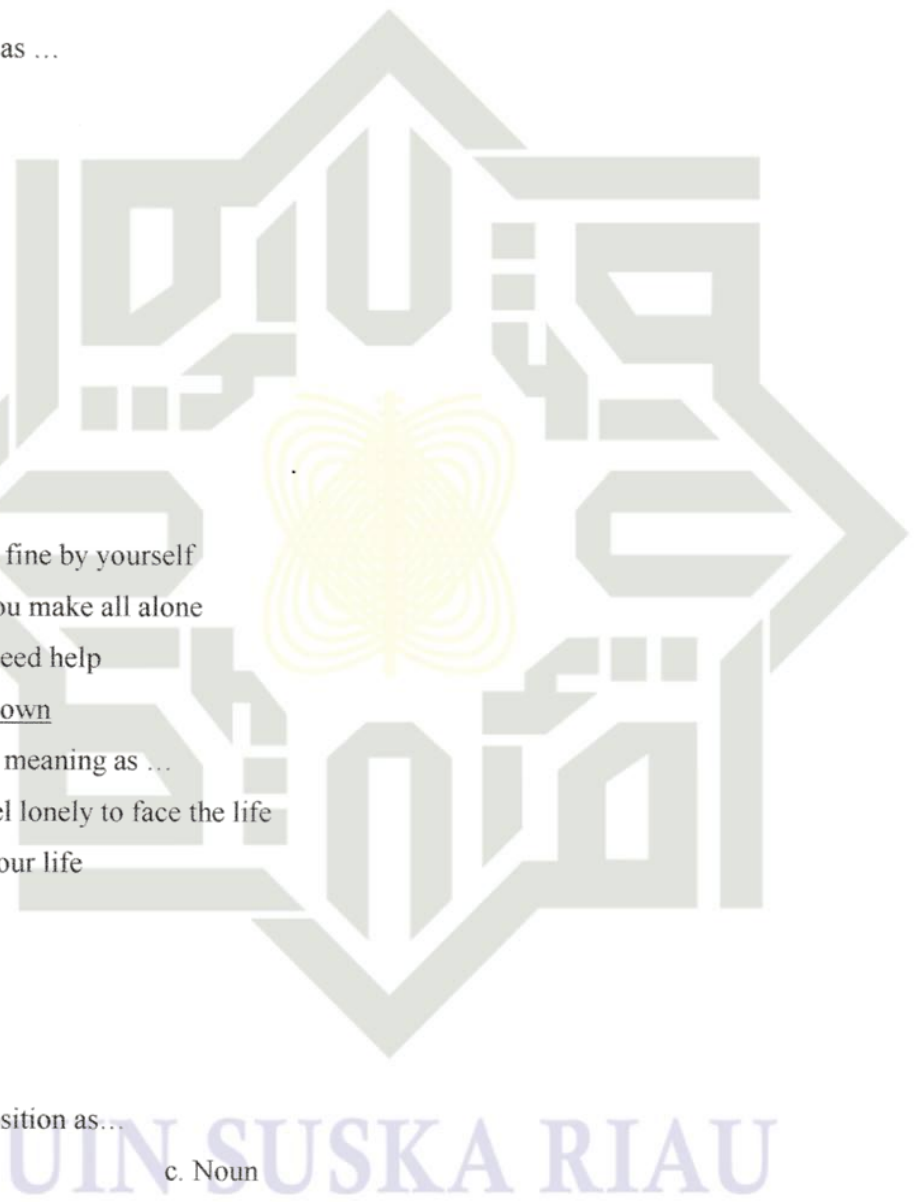 as ...
fine by yourself
ou make all alone
eed help
own
meaning as ...
el lonely to face the life
our life
sition as...
UIN SUSKA RIAU
c. Noun